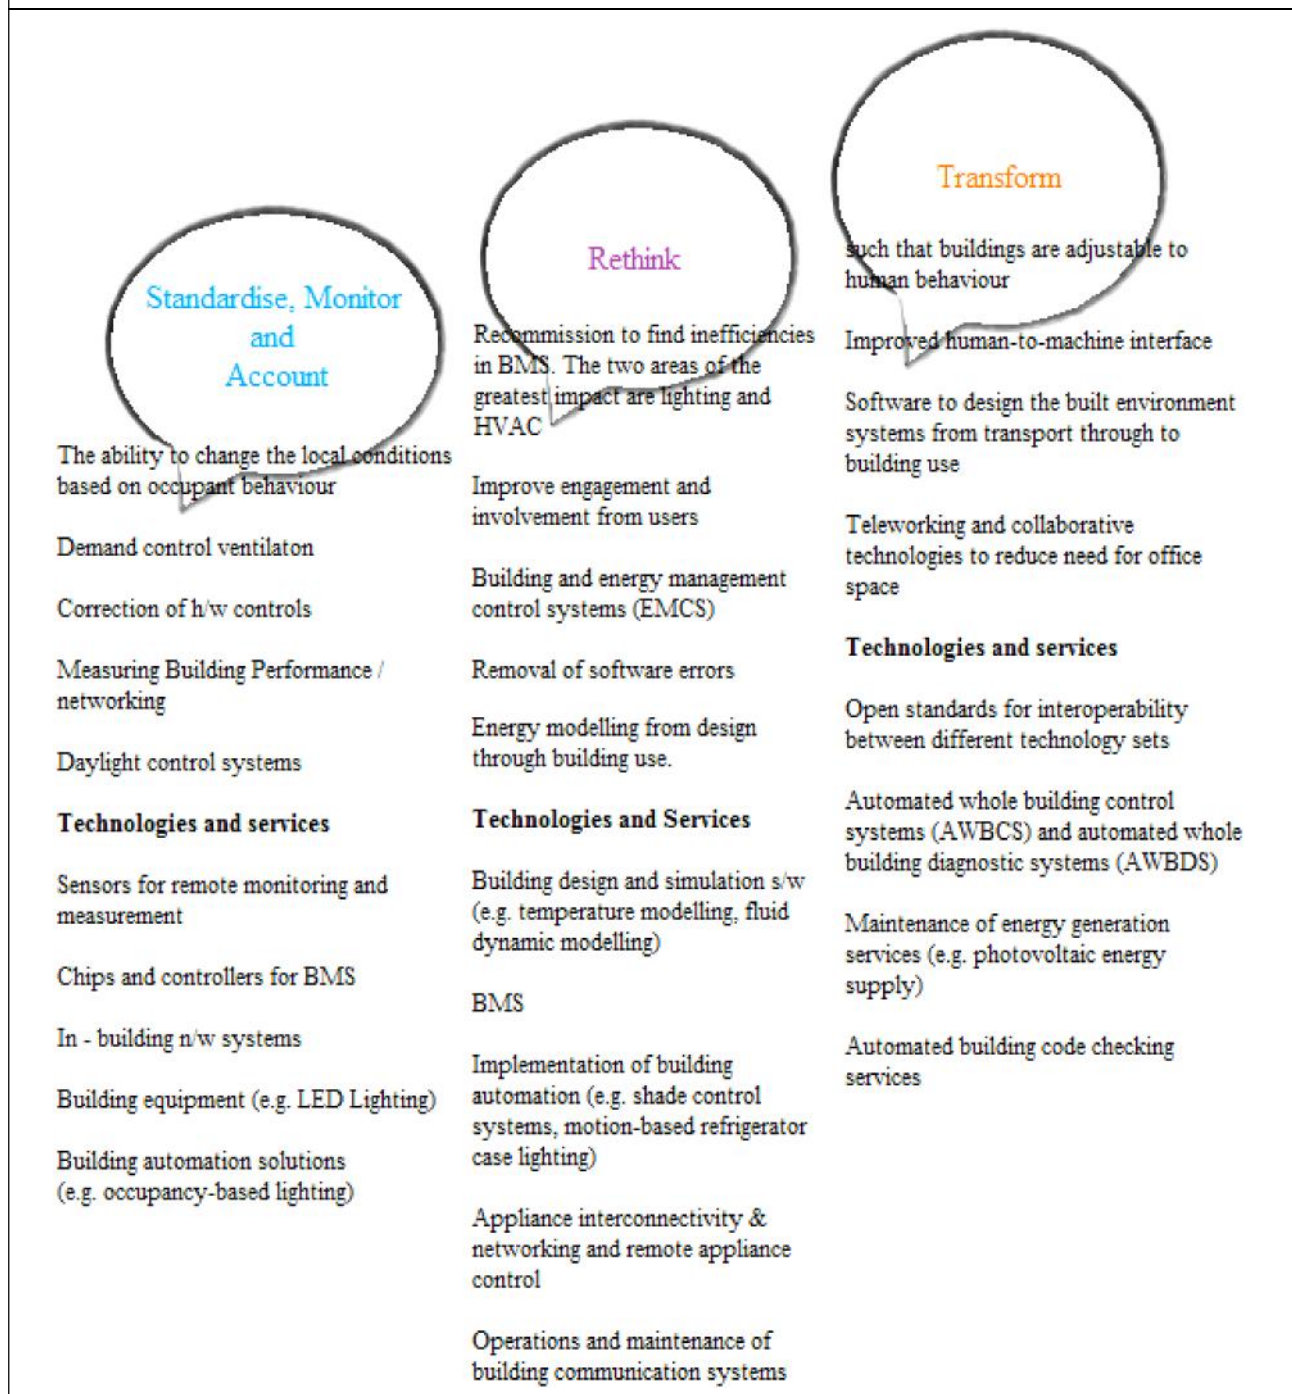 Standardise, Monitor
and
Account
The ability to change the local conditions
based on occupant behaviour
Demand control ventilaton
Correction of h/w controls
Measuring Building Performance /
networking
Daylight control systems
Technologies and services
Sensors for remote monitoring and
measurement
Chips and controllers for BMS
In - building n/w systems
Building equipment (e.g. LED Lighting)
Building automation solutions
(e.g. occupancy-based lighting)
Rethink
Recommission to find inefficiencies
in BMS. The two areas of the
greatest impact are lighting and
HVAC
Improve engagement and
involvement from users
Building and energy management
control systems (EMCS)
Removal of software errors
Energy modelling from design
through building use.
Technologies and Services
Building design and simulation s/w
(e.g. temperature modelling, fluid
dynamic modelling)
BMS
Implementation of building
automation (e.g. shade control
systems, motion-based refrigerator
case lighting)
Appliance interconnectivity &
networking and remote appliance
control
Operations and maintenance of
building communication systems
Transform
such that buildings are adjustable to
human behaviour
Improved human-to-machine interface
Software to design the built environment
systems from transport through to
building use
Teleworking and collaborative
technologies to reduce need for office
space
Technologies and services
Open standards for interoperability
between different technology sets
Automated whole building control
systems (AWBCS) and automated whole
building diagnostic systems (AWBDS)
Maintenance of energy generation
services (e.g. photovoltaic energy
supply)
Automated building code checking
services